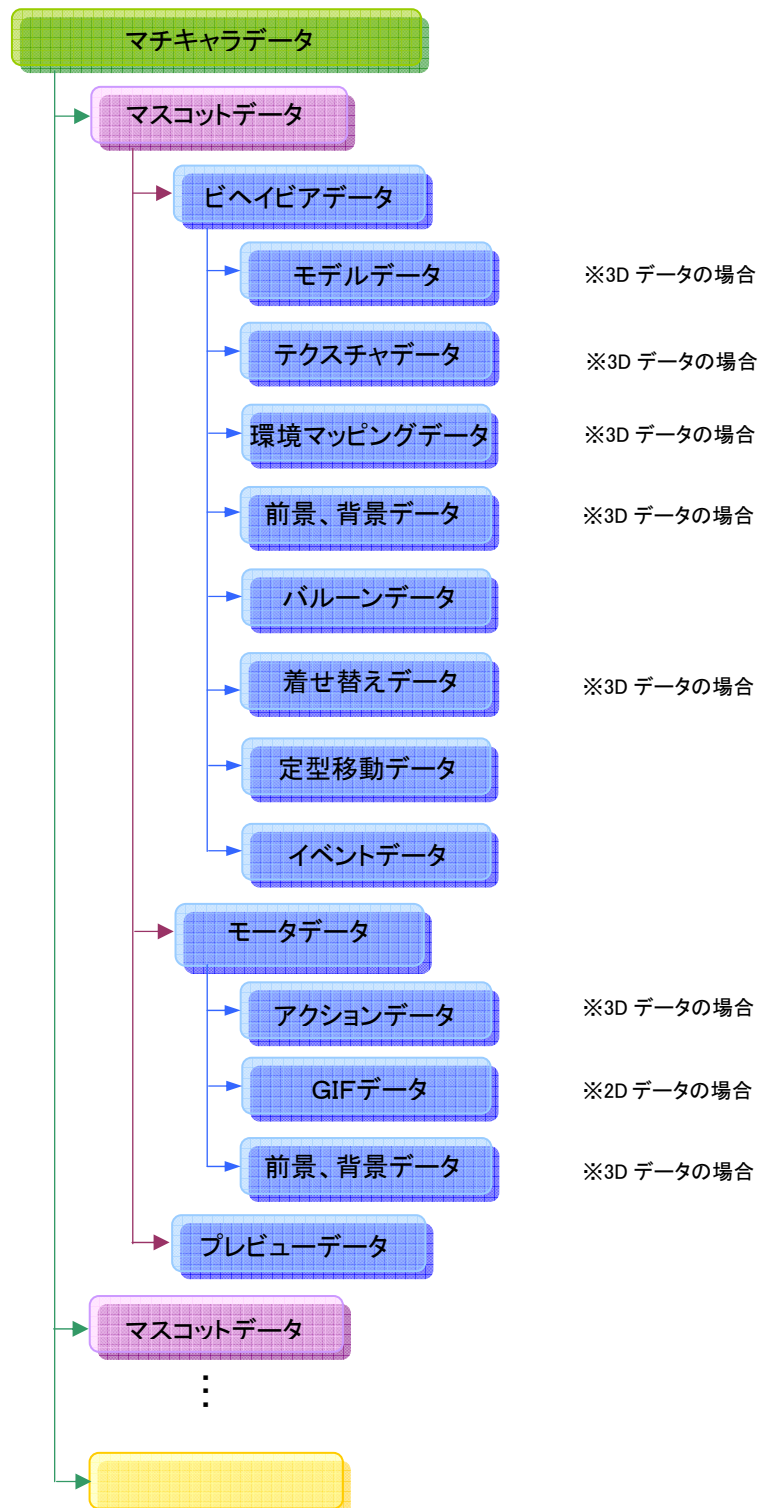 マチキャラデータ
マスコットデータ
ビヘイビアデータ
モデルデータ ※3D データの場合
テクスチャデータ ※3D データの場合
環境マッピングデータ ※3D データの場合
前景、背景データ ※3D データの場合
バルーンデータ
着せ替えデータ ※3D データの場合
定型移動データ
イベントデータ
モータデータ
アクションデータ ※3D データの場合
GIFデータ ※2D データの場合
前景、背景データ ※3D データの場合
プレビューデータ
マスコットデータ
⋮